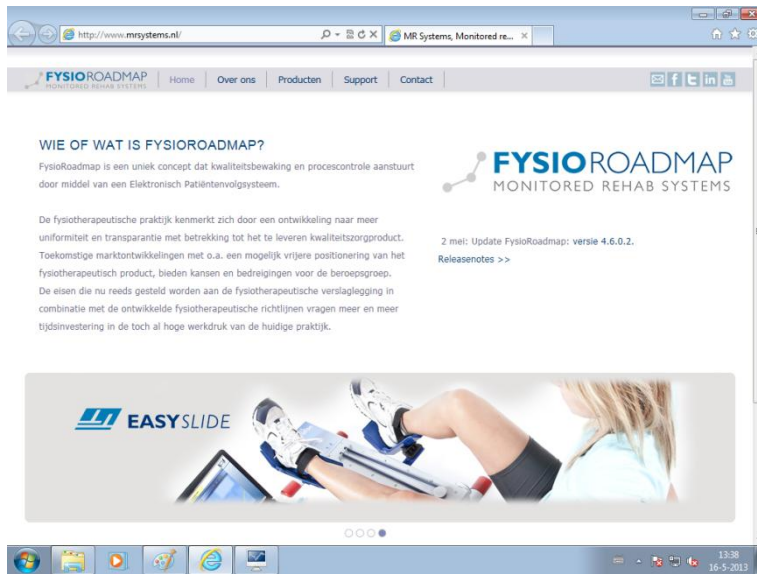 http://www.mrsystems.nl/
MR Systems, Monitored re...
FYSIOROADMAP
MONITORED REHAB SYSTEMS
Home
Over ons
Producten
Support
Contact
WIE OF WAT IS FYSIOROADMAP?
FysioRoadmap is een uniek concept dat kwaliteitsbewaking en procescontrole aanstuurt
door middel van een Elektronisch Patiëntenvolgsysteem.
De fysiotherapeutische praktijk kenmerkt zich door een ontwikkeling naar meer
uniformiteit en transparantie met betrekking tot het te leveren kwaliteitszorgproduct.
Toekomstige marktontwikkelingen met o.a. een mogelijk vrijere positionering van het
fysiotherapeutisch product, bieden kansen en bedreigingen voor de beroepsgroep.
De eisen die nu reeds gesteld worden aan de fysiotherapeutische verslaglegging in
combinatie met de ontwikkelde fysiotherapeutische richtlijnen vragen meer en meer
tijdsinvestering in de toch al hoge werkdruk van de huidige praktijk.
FYSIOROADMAP
MONITORED REHAB SYSTEMS
2 mei: Update FysioRoadmap: versie 4.6.0.2.
Releasenotes >>
EASYSLIDE
13:38
16-5-2013